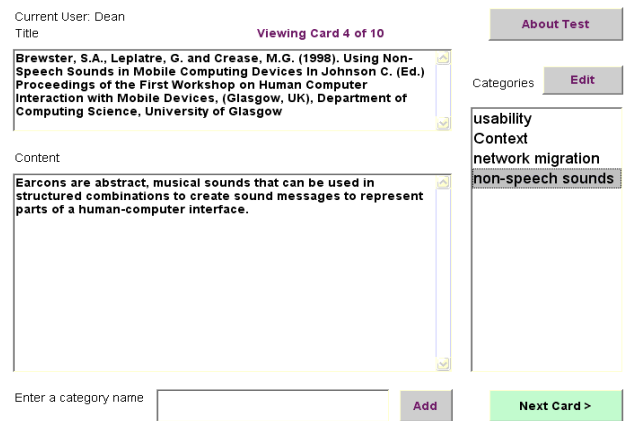 Current User: Dean
Title
Viewing Card 4 of 10
About Test
Brewster, S.A., Leplatre, G. and Crease, M.G. (1998). Using Non-
Speech Sounds in Mobile Computing Devices In Johnson C. (Ed.)
Proceedings of the First Workshop on Human Computer
Interaction with Mobile Devices, (Glasgow, UK), Department of
Computing Science, University of Glasgow
Categories
Edit
usability
Context
network migration
non-speech sounds
Content
Earcons are abstract, musical sounds that can be used in
structured combinations to create sound messages to represent
parts of a human-computer interface.
Enter a category name
Add
Next Card >